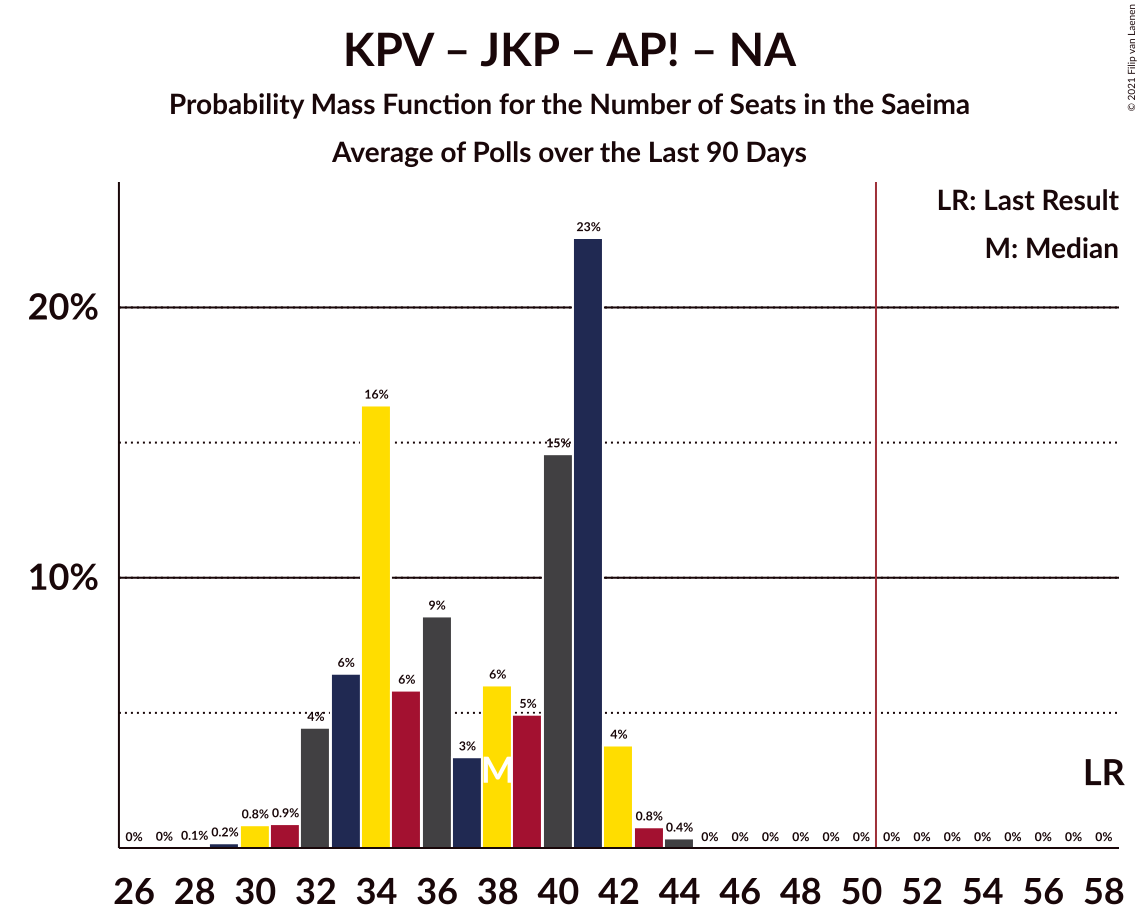 KPV – JKP – AP! – NA
Probability Mass Function for the Number of Seats in the Saeima
Average of Polls over the Last 90 Days
© 2021 Filip van Laenen
LR: Last Result
M: Median
20%
10%
0% 0% 0.1% 0.2% 0.8% 0.9% 4% 6% 16% 6% 9% 3% 6% 5% 15% 23% 4% 0.8% 0.4% 0% 0% 0% 0% 0% 0% 0% 0% 0% 0% 0% 0% 0% 0%
M
LR
26 28 30 32 34 36 38 40 42 44 46 48 50 52 54 56 58